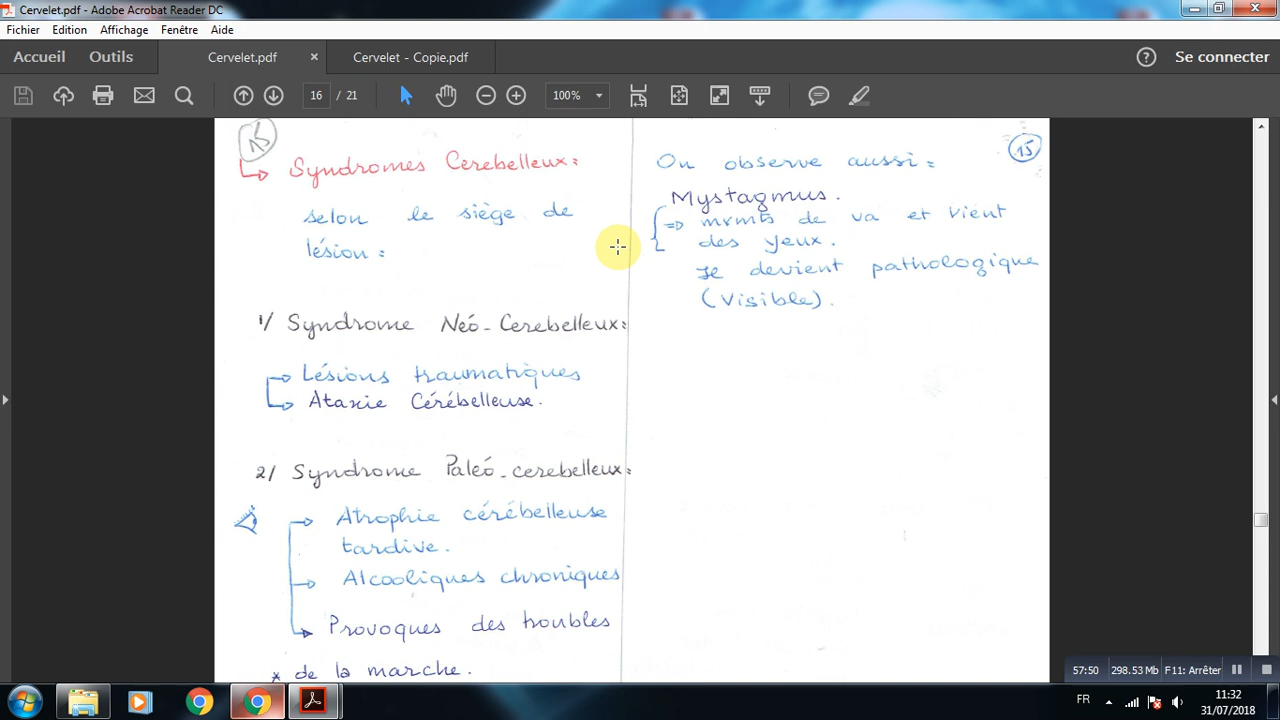 Cervelet.pdf - Adobe Acrobat Reader DC
Fichier Edition Affichage Fenêtre Aide
Accueil Outils Cervelet.pdf × Cervelet - Copie.pdf ? Se connecter
16 / 21 100%
Syndromes Cerebelleux:
selon le siège de
lésion:
1/ Syndrome Néo-Cerebelleux:
Lésions traumatiques
Ataxie Cérébelleuse.
2/ Syndrome Paléo-cerebelleux:
Atrophie cérébelleuse
tardive.
Alcooliques chroniques
Provoques des troubles
* de la marche.
15
On observe aussi:
Mystagmus.
=> mvmts de va et vient
des yeux.
Je devient pathologique
(Visible).
57:50 298.53 Mb F11: Arrêter
FR 11:32
31/07/2018